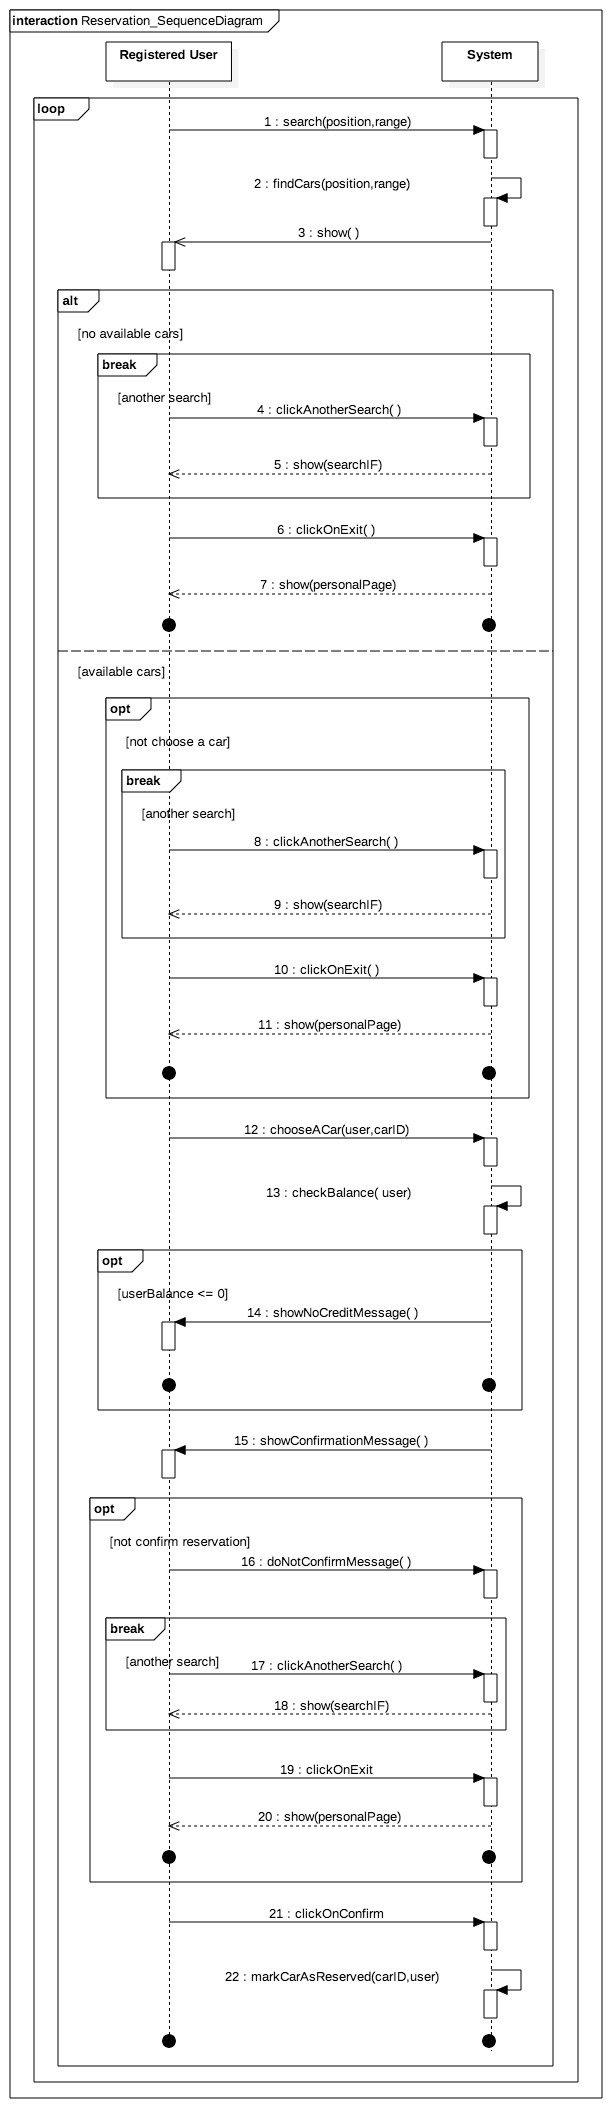 interaction Reservation_SequenceDiagram
Registered User
System
loop
1 : search(position,range)
2 : findCars(position,range)
3 : show( )
alt
[no available cars]
break
[another search]
4 : clickAnotherSearch( )
5 : show(searchIF)
6 : clickOnExit( )
7 : show(personalPage)
[available cars]
opt
[not choose a car]
break
[another search]
8 : clickAnotherSearch( )
9 : show(searchIF)
10 : clickOnExit( )
11 : show(personalPage)
12 : chooseACar(user,carID)
13 : checkBalance( user)
opt
[userBalance <= 0]
14 : showNoCreditMessage( )
15 : showConfirmationMessage( )
opt
[not confirm reservation]
16 : doNotConfirmMessage( )
break
[another search]
17 : clickAnotherSearch( )
18 : show(searchIF)
19 : clickOnExit
20 : show(personalPage)
21 : clickOnConfirm
22 : markCarAsReserved(carID,user)